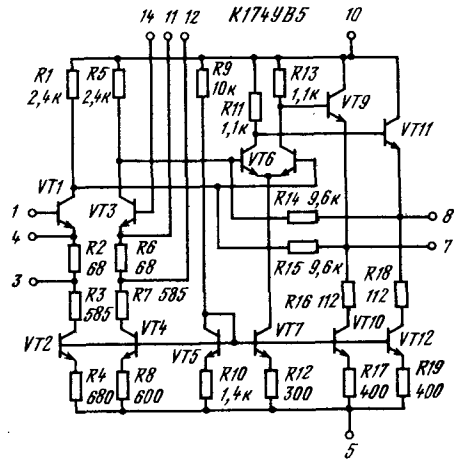 14 11 12 К174УВ5 10
R1
2,4к
R5
2,4к
R9
10к
R13
1,1к
R11
1,1к
VT9
VT11
VT6
VT1
VT3
1
4
3
R2
68
R6
68
R3
585
R7 585
R14 9,6к
8
7
R15 9,6к
R16 112
R18
112
VT2
VT4
VT5
VT7
VT10
VT12
R4
680
R8
600
R10
1,4к
R12
300
R17
400
R19
400
5